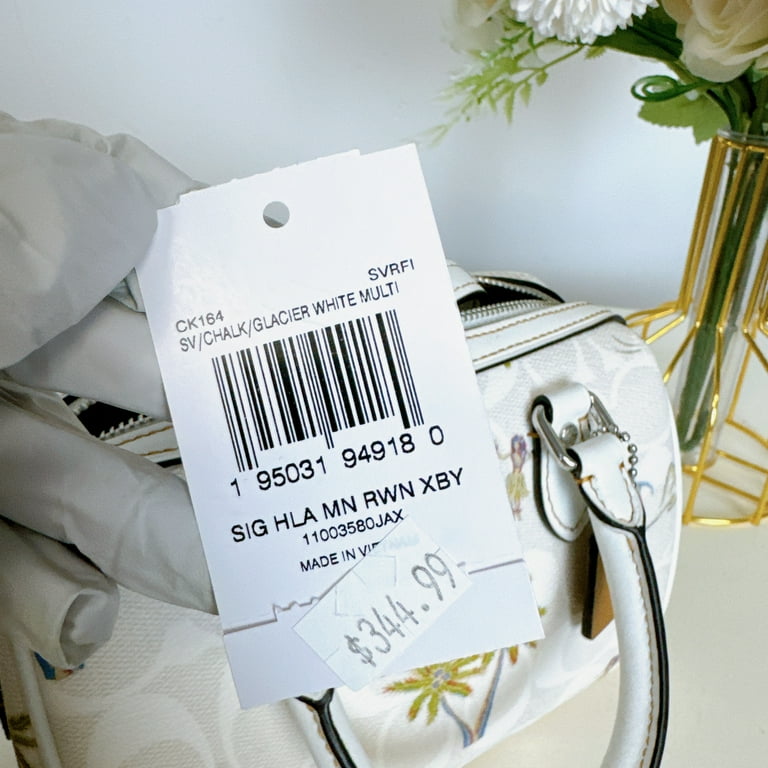 SVRFI
CK164
SV/CHALK/GLACIER WHITE MULTI
1 95031 94918 0
SIG HLA MN RWN XBY
11003580JAX
MADE IN VIETNAM
$344.99